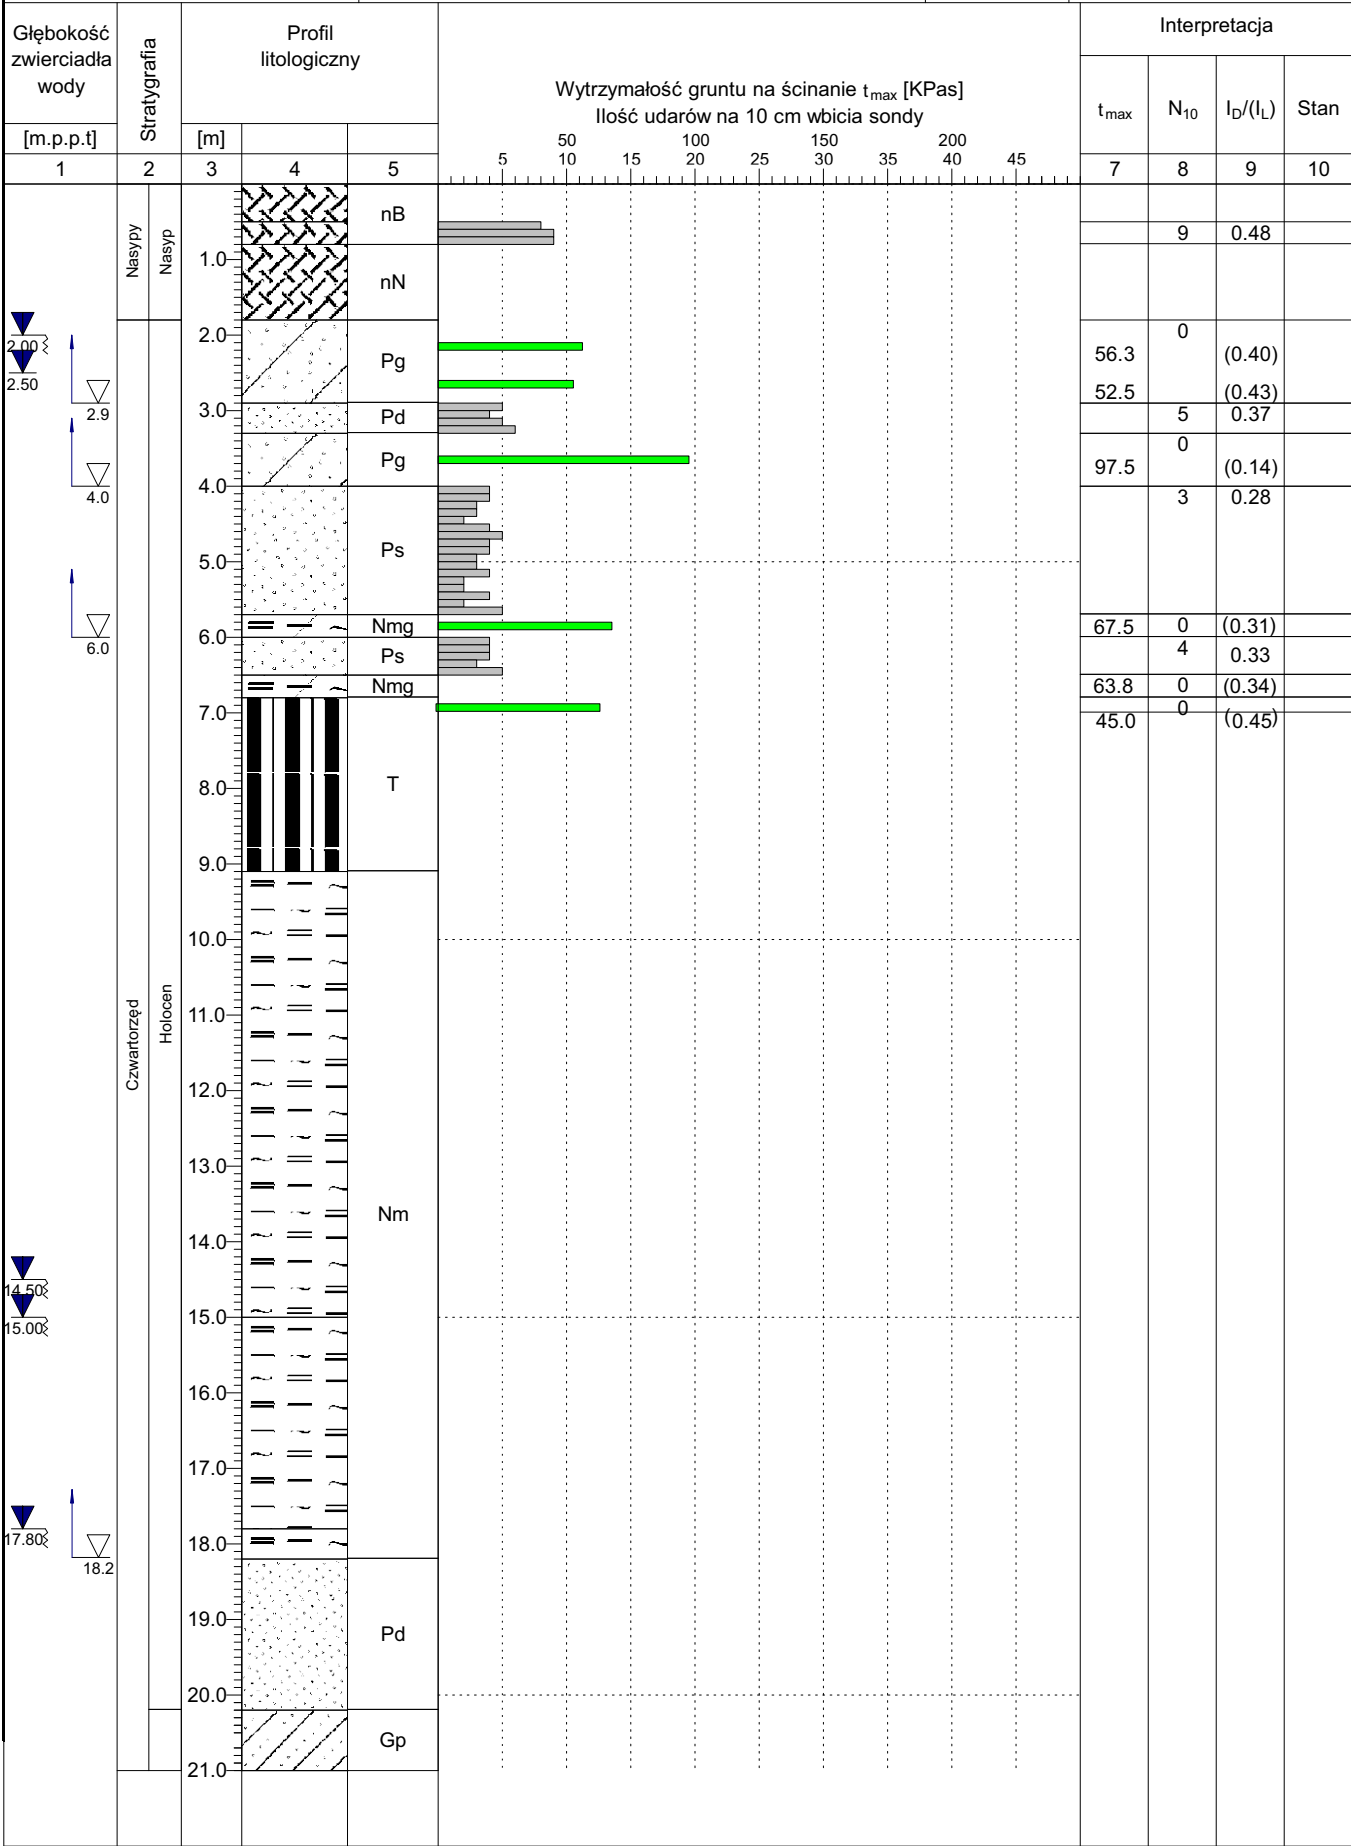 Głębokość
zwierciadła
wody
[m.p.p.t]
Stratygrafia
Profil
litologiczny
[m]
Wytrzymałość gruntu na ścinanie t max [KPas]
Ilość udarów na 10 cm wbicia sondy
50 100 150 200
5 10 15 20 25 30 35 40 45
Interpretacja
t max N10 ID/(IL) Stan
1 2 3 4 5 7 8 9 10
Nasypy
Nasyp
nB
9 0.48
1.0
nN
2.0
2.00
2.50
Pg
0
56.3 (0.40)
52.5 (0.43)
2.9
3.0
Pd
5 0.37
Pg
0
97.5 (0.14)
4.0
4.0
3 0.28
Ps
5.0
Nmg
67.5 0 (0.31)
6.0
6.0
Ps
4 0.33
Nmg
63.8 0 (0.34)
7.0
0
45.0 (0.45)
T
8.0
9.0
10.0
Czwartorzęd
Holocen
11.0
12.0
13.0
Nm
14.0
14.50
15.0
15.00
16.0
17.0
17.80
18.0
18.2
19.0
Pd
20.0
Gp
21.0